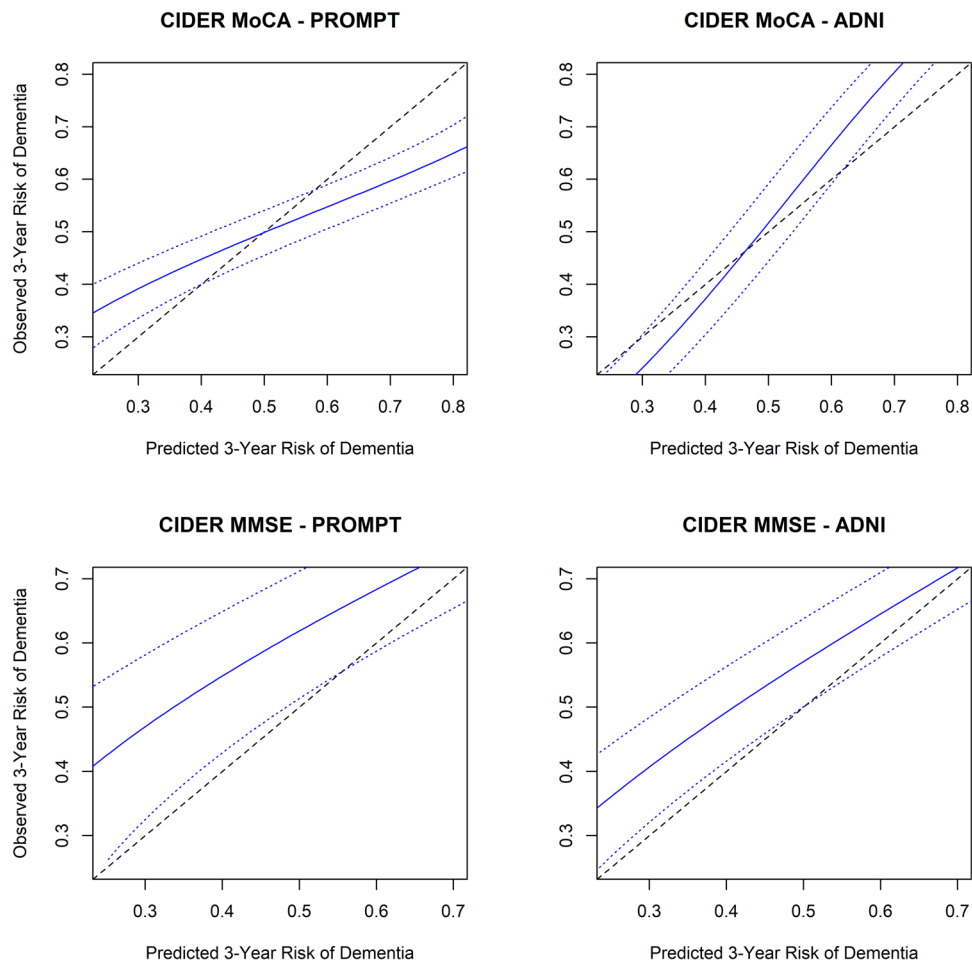 CIDER MoCA - PROMPT
CIDER MoCA - ADNI
Observed 3-Year Risk of Dementia
0.8
0.7
0.6
0.5
0.4
0.3
0.3 0.4 0.5 0.6 0.7 0.8
Predicted 3-Year Risk of Dementia
0.8
0.7
0.6
0.5
0.4
0.3
0.3 0.4 0.5 0.6 0.7 0.8
Predicted 3-Year Risk of Dementia
CIDER MMSE - PROMPT
CIDER MMSE - ADNI
Observed 3-Year Risk of Dementia
0.7
0.6
0.5
0.4
0.3
0.3 0.4 0.5 0.6 0.7
Predicted 3-Year Risk of Dementia
0.7
0.6
0.5
0.4
0.3
0.3 0.4 0.5 0.6 0.7
Predicted 3-Year Risk of Dementia